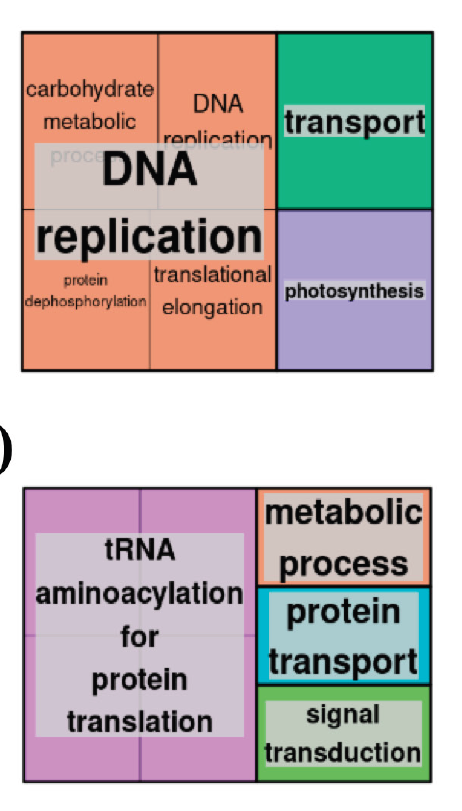 carbohydrate
metabolic
process
DNA
replication
DNA
replication
protein
dephosphorylation
translational
elongation
transport
photosynthesis
)
tRNA
aminoacylation
for
protein
translation
metabolic
process
protein
transport
signal
transduction